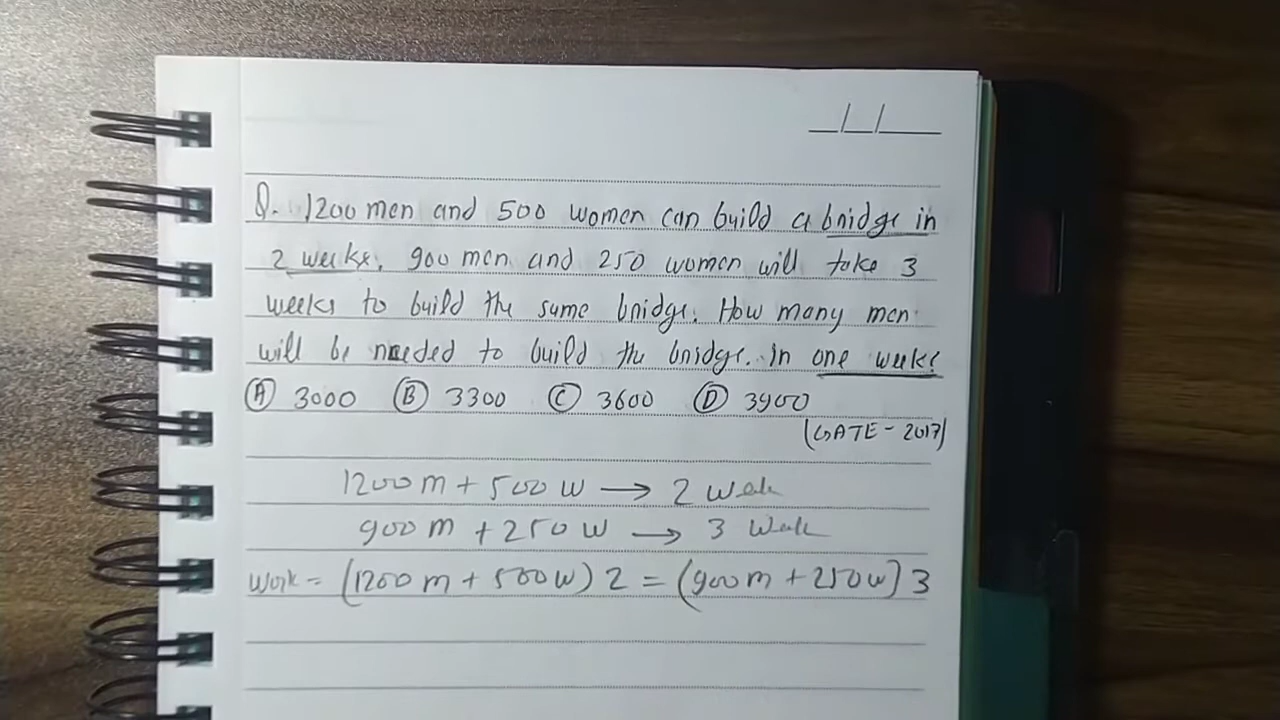 _/_/___
Q. 1200 men and 500 women can build a bridge in
2 weeks. 900 men and 250 women will take 3
weeks to build the same bridge. How many men
will be needed to build the bridge. in one week?
(A) 3000 (B) 3300 (C) 3600 (D) 3900
(GATE - 2017)
1200 m + 500 w → 2 Week
900 m + 250 w → 3 Week
Work = (1200 m + 500 w) 2 = (900 m + 250 w) 3